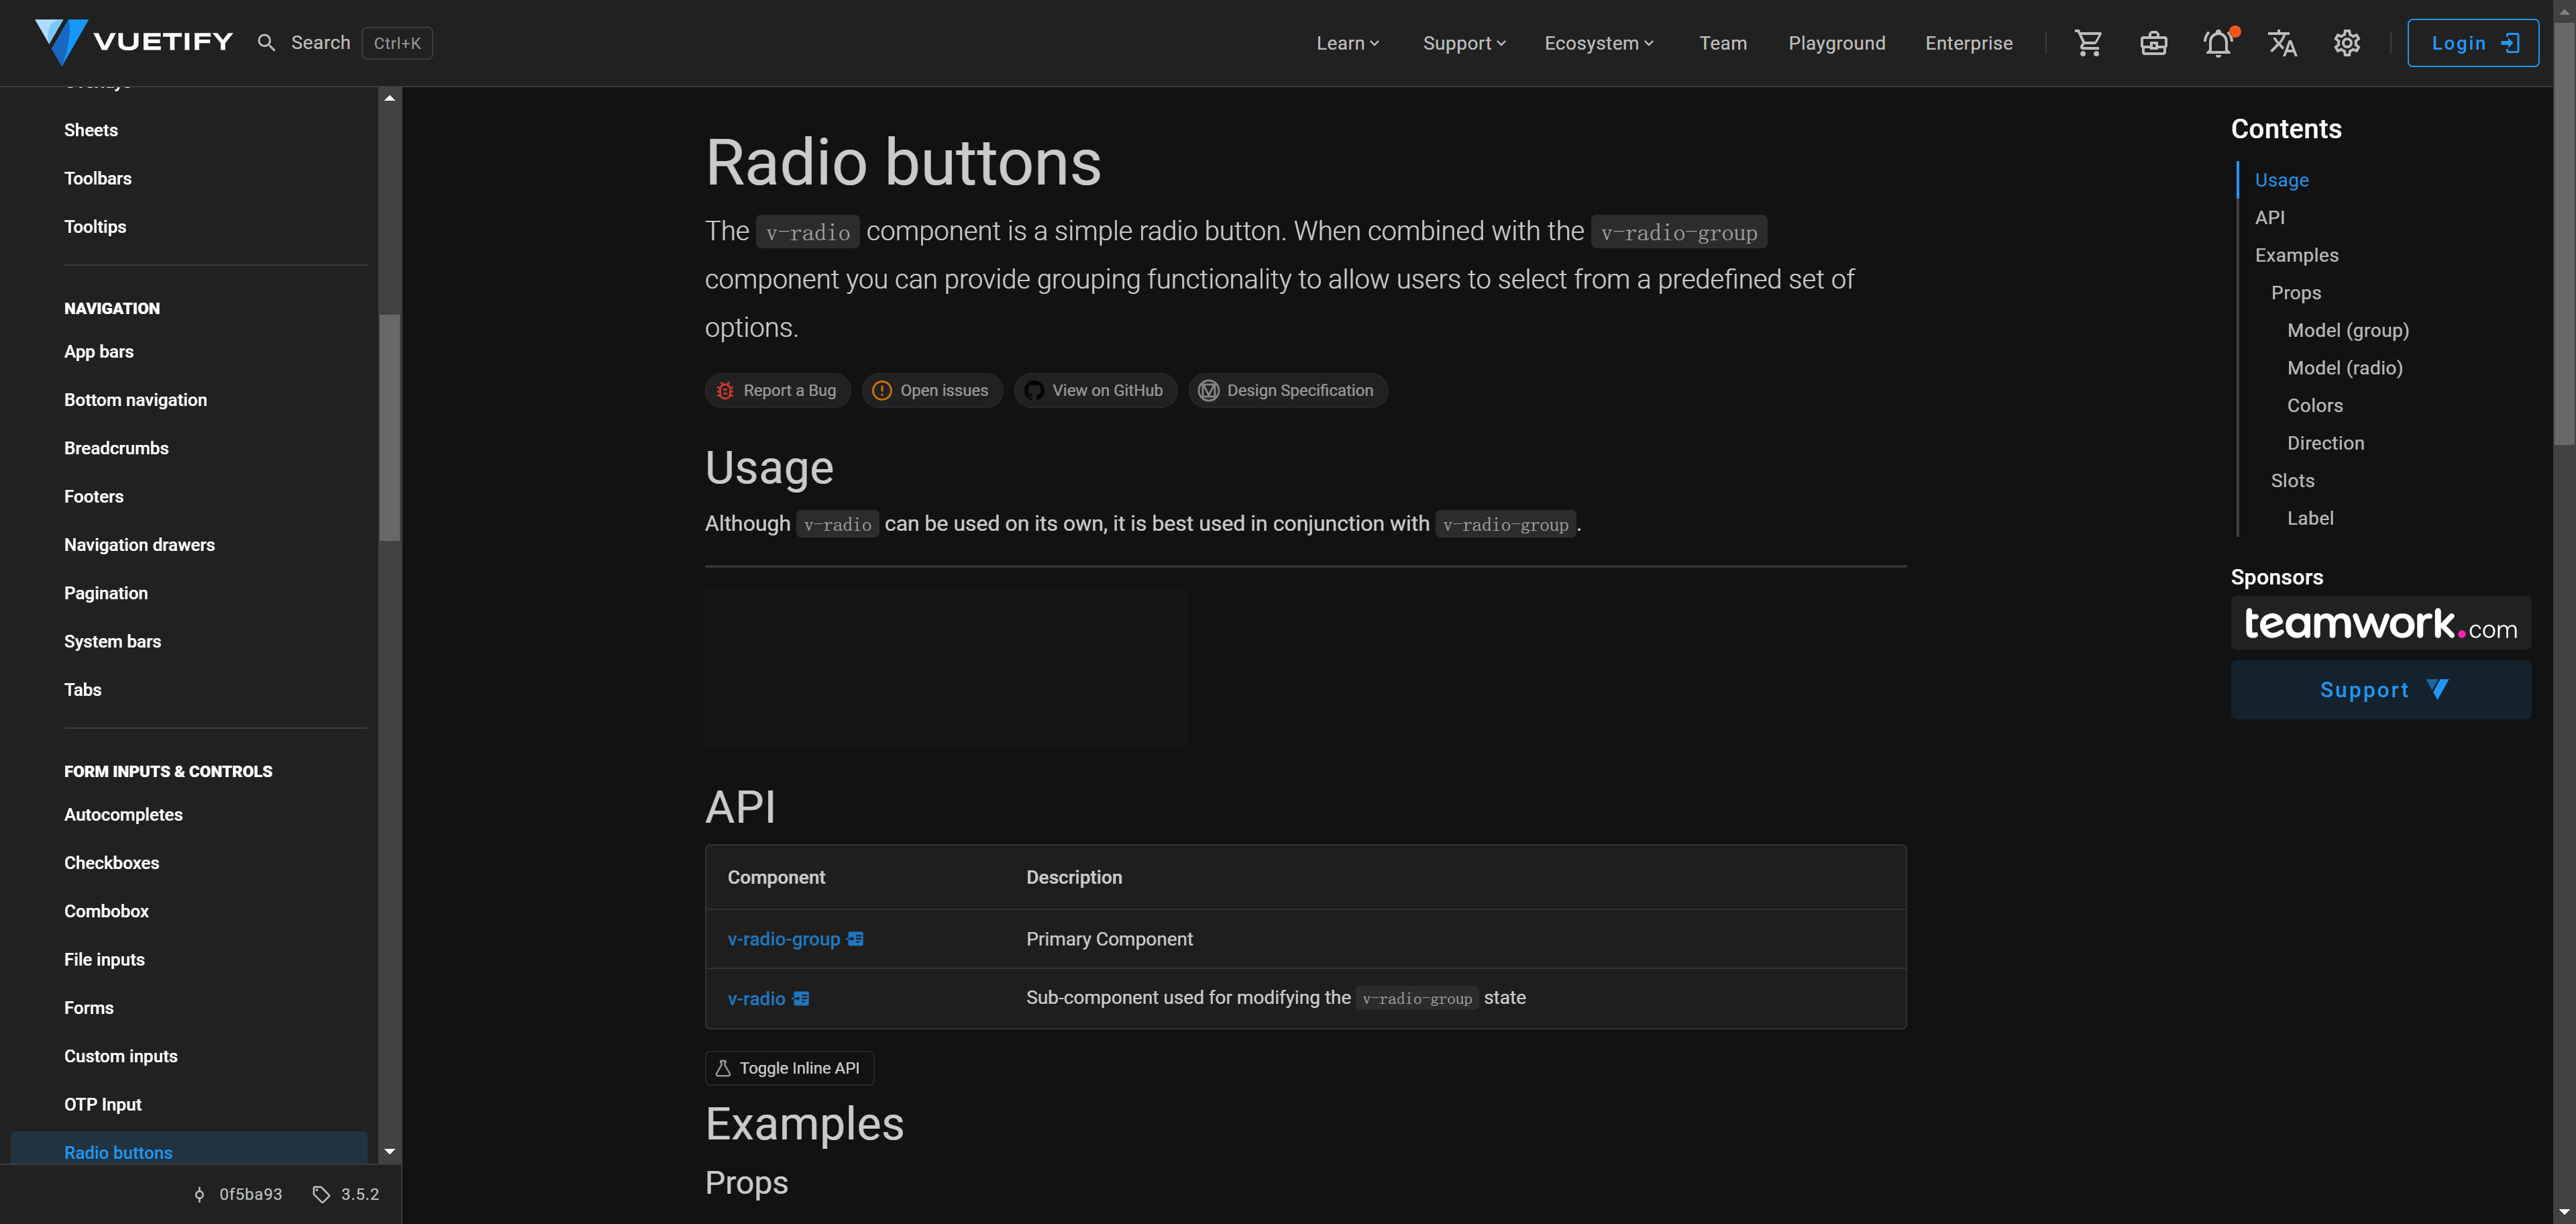 VUETIFY
Search Ctrl+K
Learn
Support
Ecosystem
Team
Playground
Enterprise
Login
Sheets
Toolbars
Tooltips
NAVIGATION
App bars
Bottom navigation
Breadcrumbs
Footers
Navigation drawers
Pagination
System bars
Tabs
FORM INPUTS & CONTROLS
Autocompletes
Checkboxes
Combobox
File inputs
Forms
Custom inputs
OTP Input
Radio buttons
0f5ba93 3.5.2
Radio buttons
The v-radio component is a simple radio button. When combined with the v-radio-group
component you can provide grouping functionality to allow users to select from a predefined set of
options.
Report a Bug
Open issues
View on GitHub
Design Specification
Usage
Although v-radio can be used on its own, it is best used in conjunction with v-radio-group.
API
Component Description
v-radio-group Primary Component
v-radio Sub-component used for modifying the v-radio-group state
Toggle Inline API
Examples
Props
Contents
Usage
API
Examples
Props
Model (group)
Model (radio)
Colors
Direction
Slots
Label
Sponsors
teamwork.com
Support